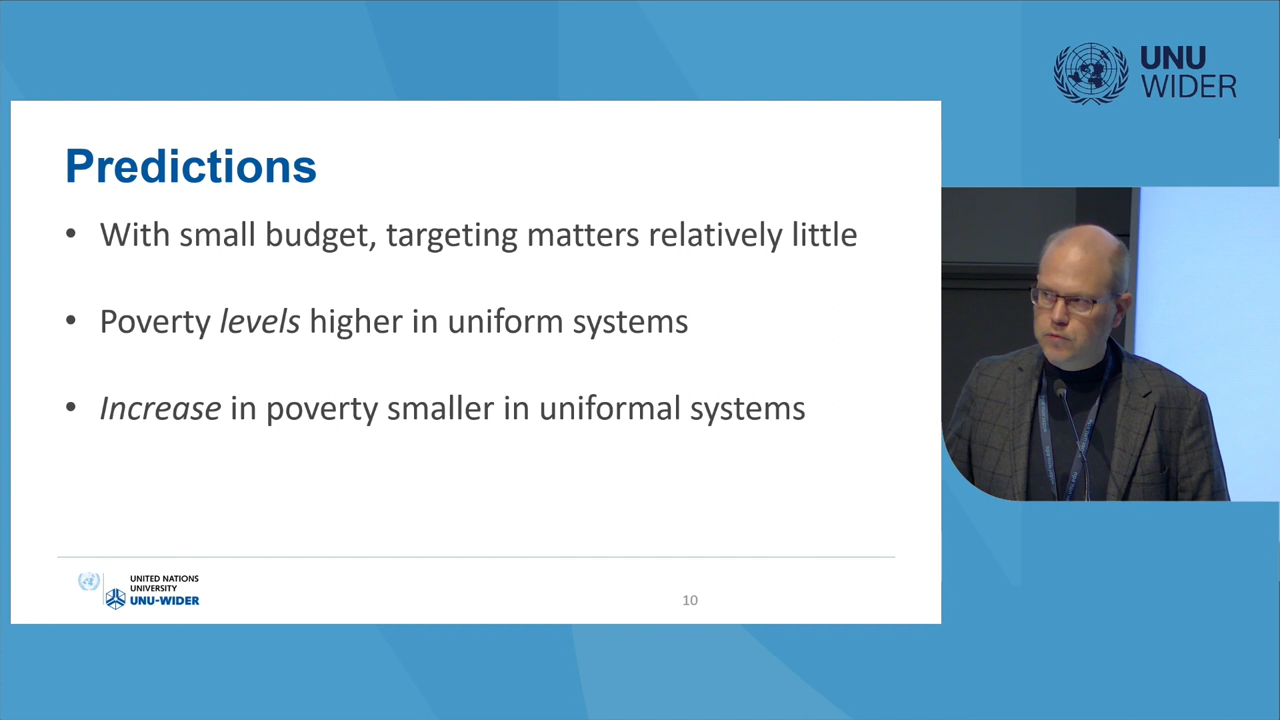 UNU
WIDER
Predictions
• With small budget, targeting matters relatively little
• Poverty levels higher in uniform systems
• Increase in poverty smaller in uniformal systems
UNITED NATIONS
UNIVERSITY
UNU-WIDER
10